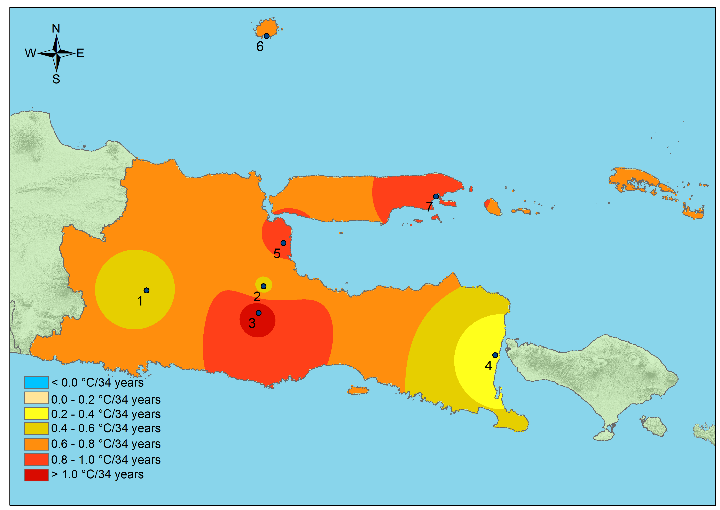 N
W E
S
6
7
5
1
2
3
4
< 0.0 °C/34 years
0.0 - 0.2 °C/34 years
0.2 - 0.4 °C/34 years
0.4 - 0.6 °C/34 years
0.6 - 0.8 °C/34 years
0.8 - 1.0 °C/34 years
> 1.0 °C/34 years